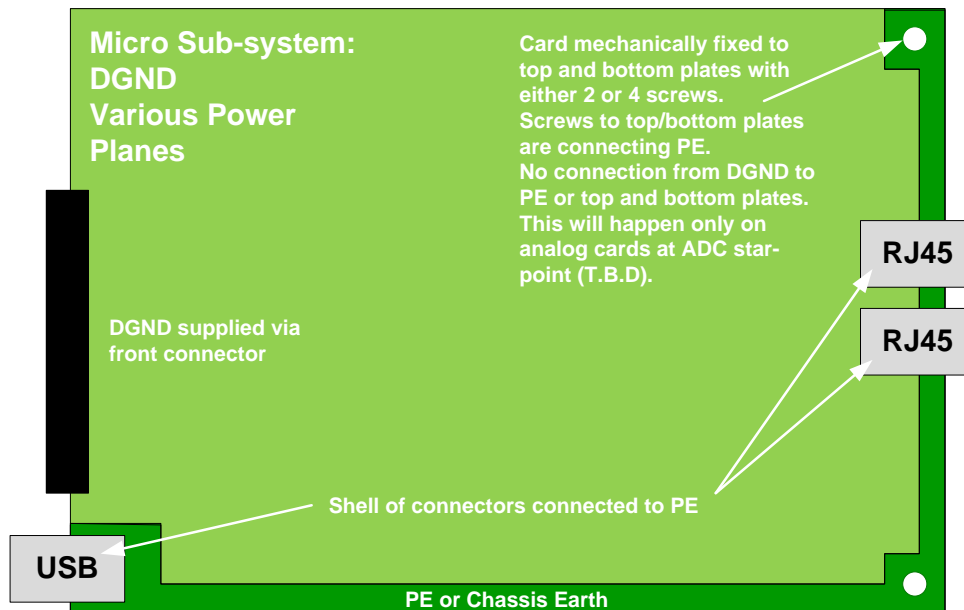 Micro Sub-system:
DGND
Various Power
Planes
Card mechanically fixed to
top and bottom plates with
either 2 or 4 screws.
Screws to top/bottom plates
are connecting PE.
No connection from DGND to
PE or top and bottom plates.
This will happen only on
analog cards at ADC star-
point (T.B.D).
RJ45
DGND supplied via
front connector
RJ45
Shell of connectors connected to PE
USB
PE or Chassis Earth